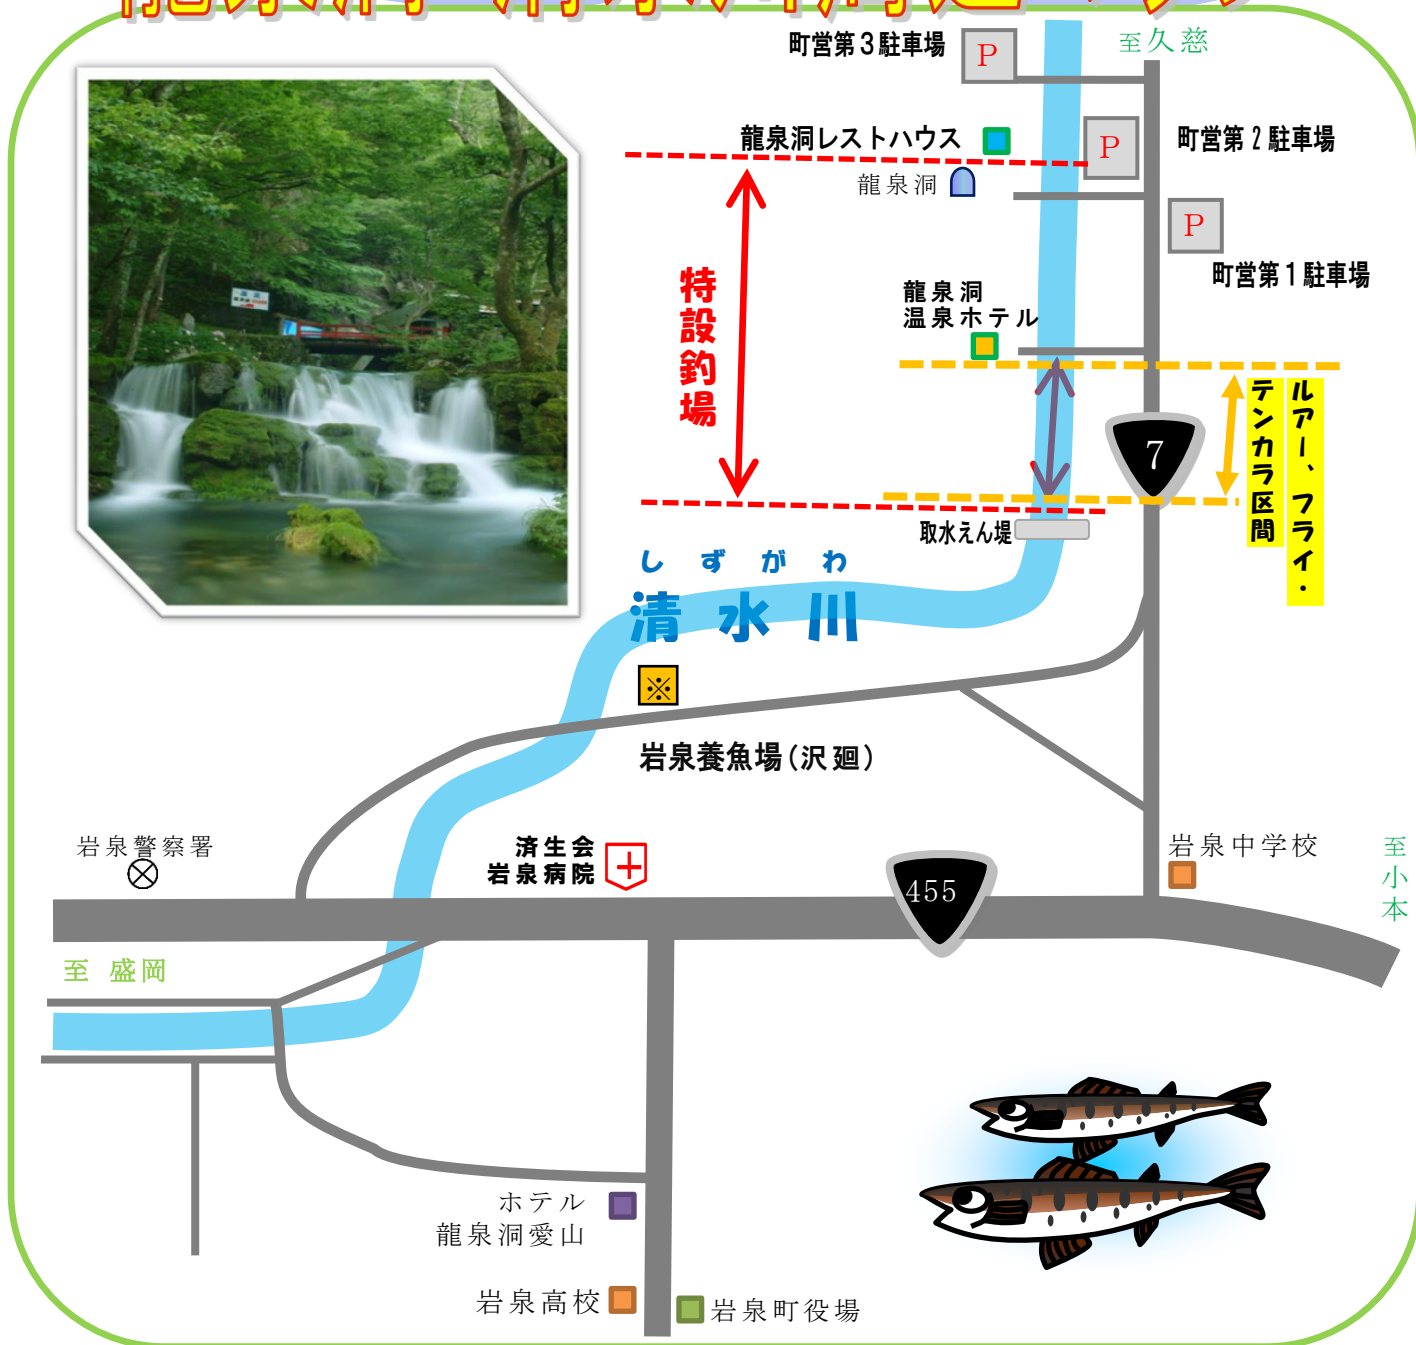 町営第3駐車場
P
至久慈
龍泉洞レストハウス
P
町営第2駐車場
龍泉洞
P
町営第1駐車場
特設釣場
龍泉洞
温泉ホテル
ルアー、フライ・
テンカラ区間
7
取水えん堤
しずがわ
清水川
※
岩泉養魚場(沢廻)
岩泉警察署
済生会
岩泉病院
455
岩泉中学校
至小本
至 盛岡
ホテル
龍泉洞愛山
岩泉高校
岩泉町役場